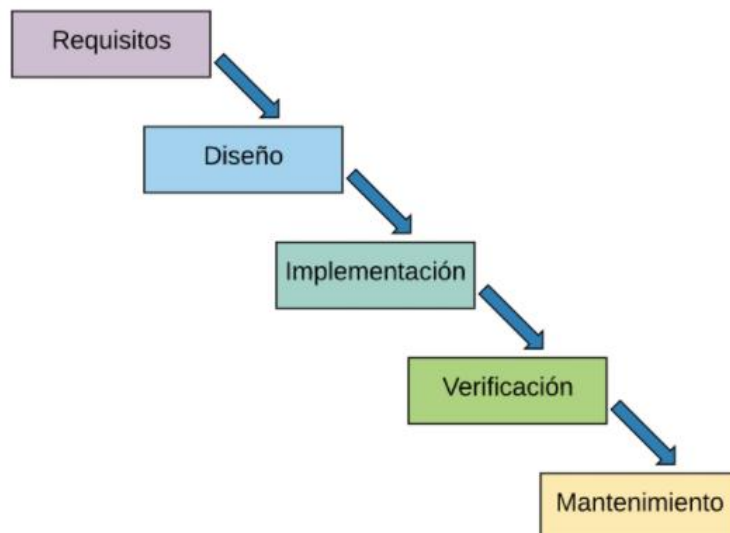 Requisitos
Diseño
Implementación
Verificación
Mantenimiento